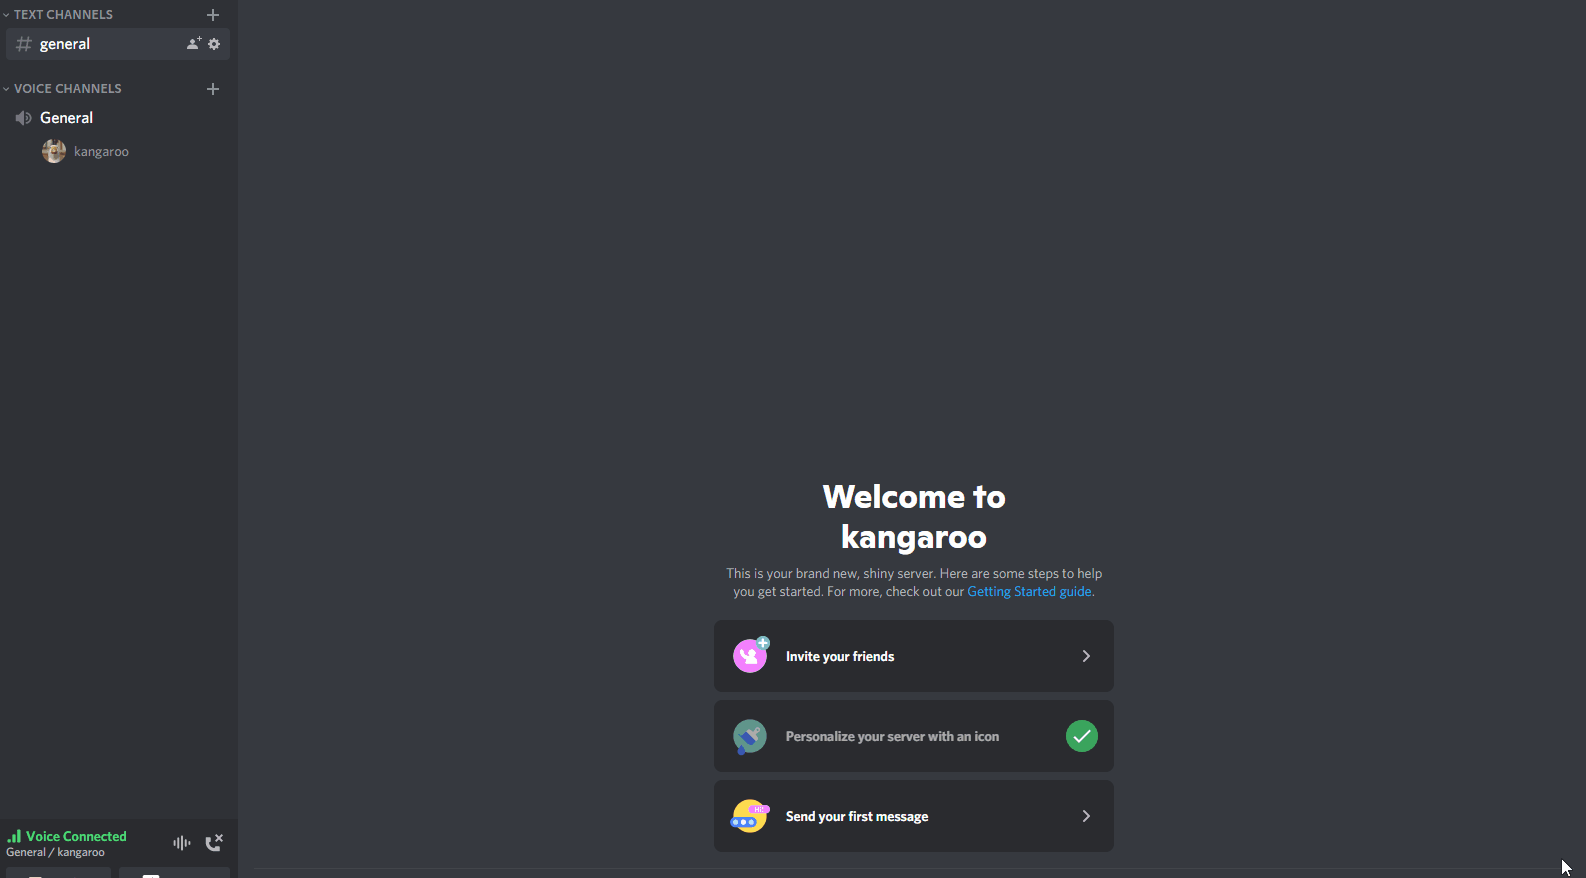 TEXT CHANNELS
general
VOICE CHANNELS
General
kangaroo
Welcome to
kangaroo
This is your brand new, shiny server. Here are some steps to help
you get started. For more, check out our Getting Started guide.
Invite your friends
Personalize your server with an icon
HI!
Send your first message
Voice Connected
General / kangaroo